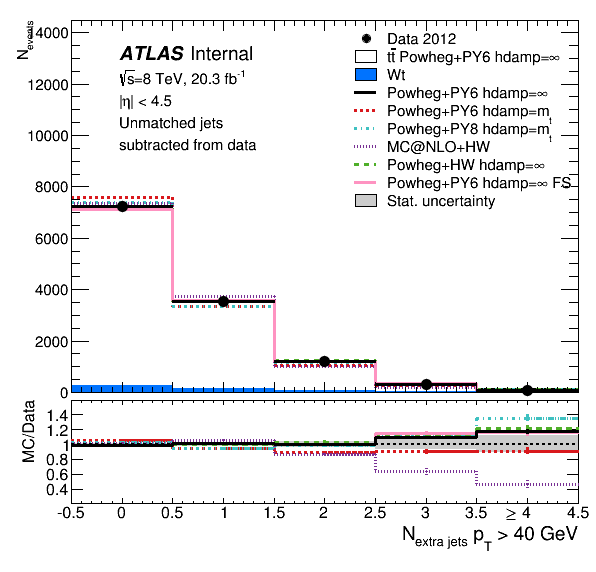 N events
14000
12000
10000
8000
6000
4000
2000
0
ATLAS Internal
√s=8 TeV, 20.3 fb⁻¹
|η| < 4.5
Unmatched jets
subtracted from data
Data 2012
tt̄ Powheg+PY6 hdamp=∞
Wt
Powheg+PY6 hdamp=∞
Powheg+PY6 hdamp=m_t
Powheg+PY8 hdamp=m_t
MC@NLO+HW
Powheg+HW hdamp=∞
Powheg+PY6 hdamp=∞ FS
Stat. uncertainty
MC/Data
1.4
1.2
1
0.8
0.6
0.4
-0.5 0 0.5 1 1.5 2 2.5 3 3.5 ≥ 4 4.5
N_extra jets p_T > 40 GeV